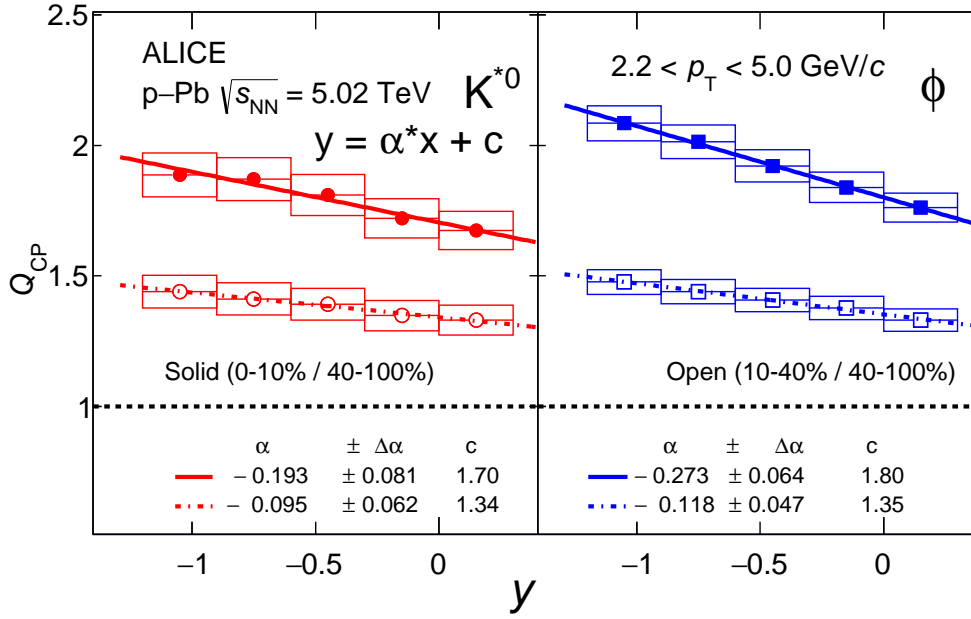 2.5
2
1.5
1
Q_CP
ALICE
p−Pb √s_NN = 5.02 TeV
K*0
y = α*x + c
Solid (0-10% / 40-100%)
α ± Δα c
− 0.193 ± 0.081 1.70
− 0.095 ± 0.062 1.34
−1 −0.5 0
2.2 < p_T < 5.0 GeV/c
ϕ
Open (10-40% / 40-100%)
α ± Δα c
− 0.273 ± 0.064 1.80
− 0.118 ± 0.047 1.35
−1 −0.5 0
y